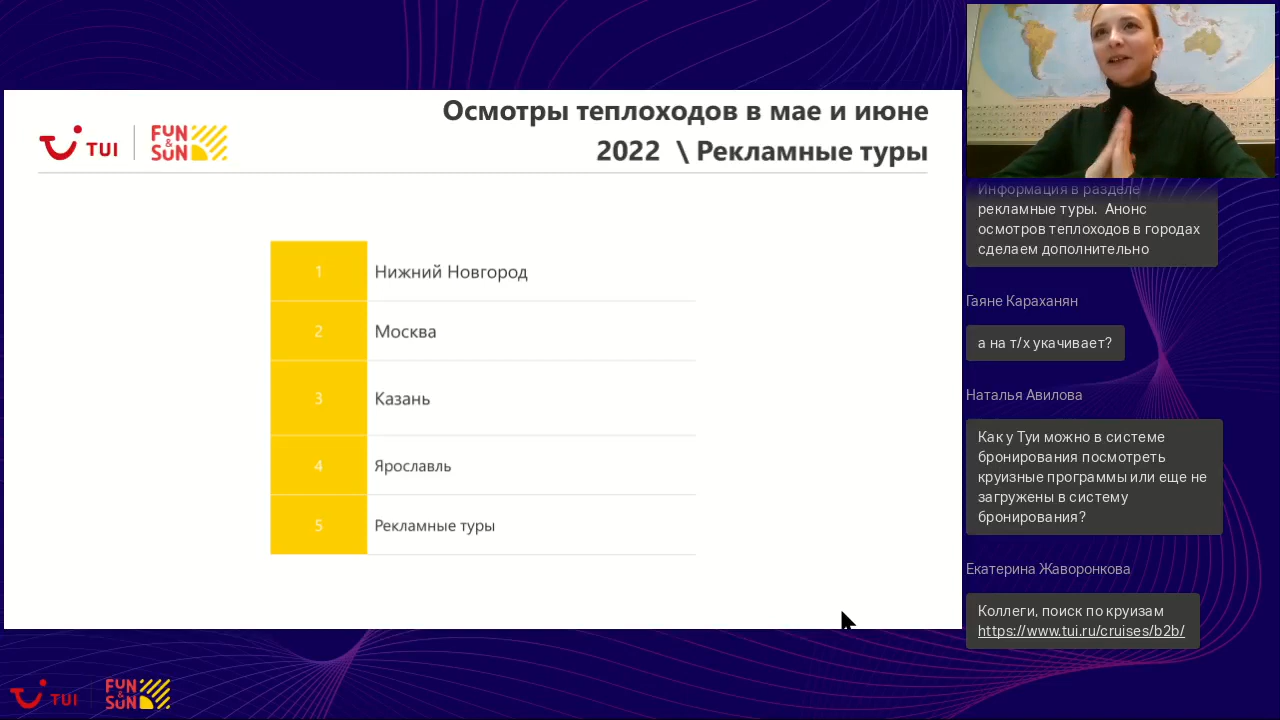 Осмотры теплоходов в мае и июне
2022 \ Рекламные туры
TUI
FUN
&
SUN
1 Нижний Новгород
2 Москва
3 Казань
4 Ярославль
5 Рекламные туры
Информация в разделе
рекламные туры. Анонс
осмотров теплоходов в городах
сделаем дополнительно
Гаяне Караханян
а на т/х укачивает?
Наталья Авилова
Как у Туи можно в системе
бронирования посмотреть
круизные программы или еще не
загружены в систему
бронирования?
Екатерина Жаворонкова
Коллеги, поиск по круизам
https://www.tui.ru/cruises/b2b/
TUI
FUN
&
SUN